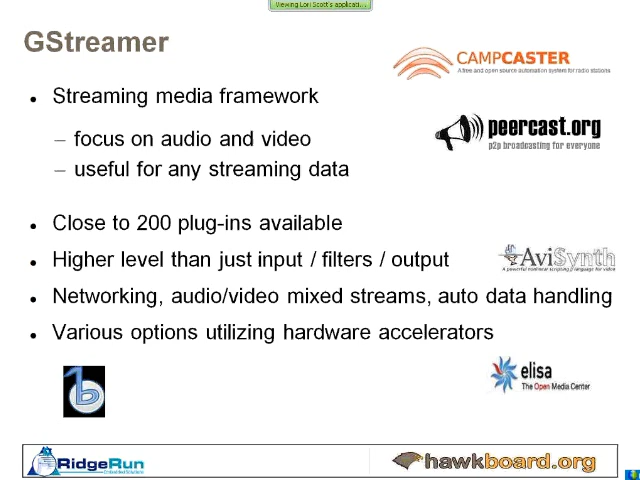 Viewing Lori Scott's applicati...
GStreamer
CAMPCASTER
A free and open source automation system for radio stations
Streaming media framework
peercast.org
p2p broadcasting for everyone
– focus on audio and video
– useful for any streaming data
Close to 200 plug-ins available
Higher level than just input / filters / output
AviSynth
A powerful nonlinear scripting language for video
Networking, audio/video mixed streams, auto data handling
Various options utilizing hardware accelerators
elisa
The Open Media Center
b
RidgeRun
Embedded Solutions
hawkboard.org